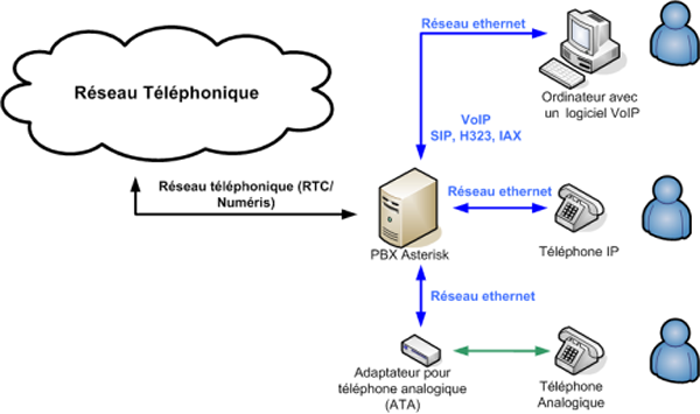 Réseau ethernet
Réseau Téléphonique
Ordinateur avec
un logiciel VoIP
VoIP
SIP, H323, IAX
Réseau téléphonique (RTC/
Numéris)
Réseau ethernet
PBX Asterisk
Téléphone IP
Réseau ethernet
Adaptateur pour
téléphone analogique
(ATA)
Téléphone
Analogique